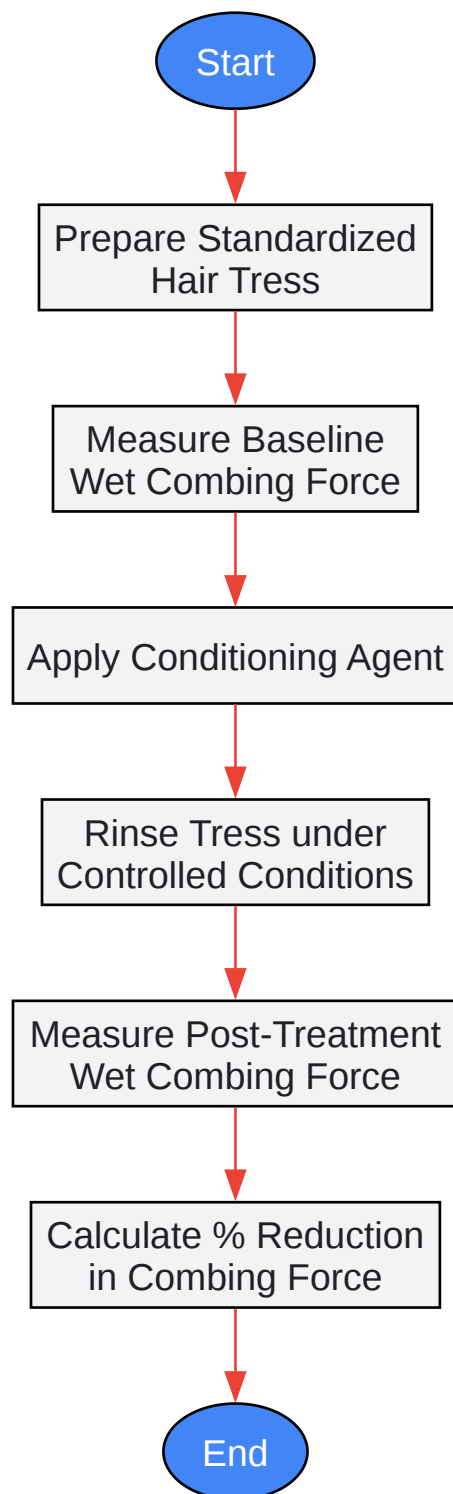 Start
Prepare Standardized
Hair Tress
Measure Baseline
Wet Combing Force
Apply Conditioning Agent
Rinse Tress under
Controlled Conditions
Measure Post-Treatment
Wet Combing Force
Calculate % Reduction
in Combing Force
End